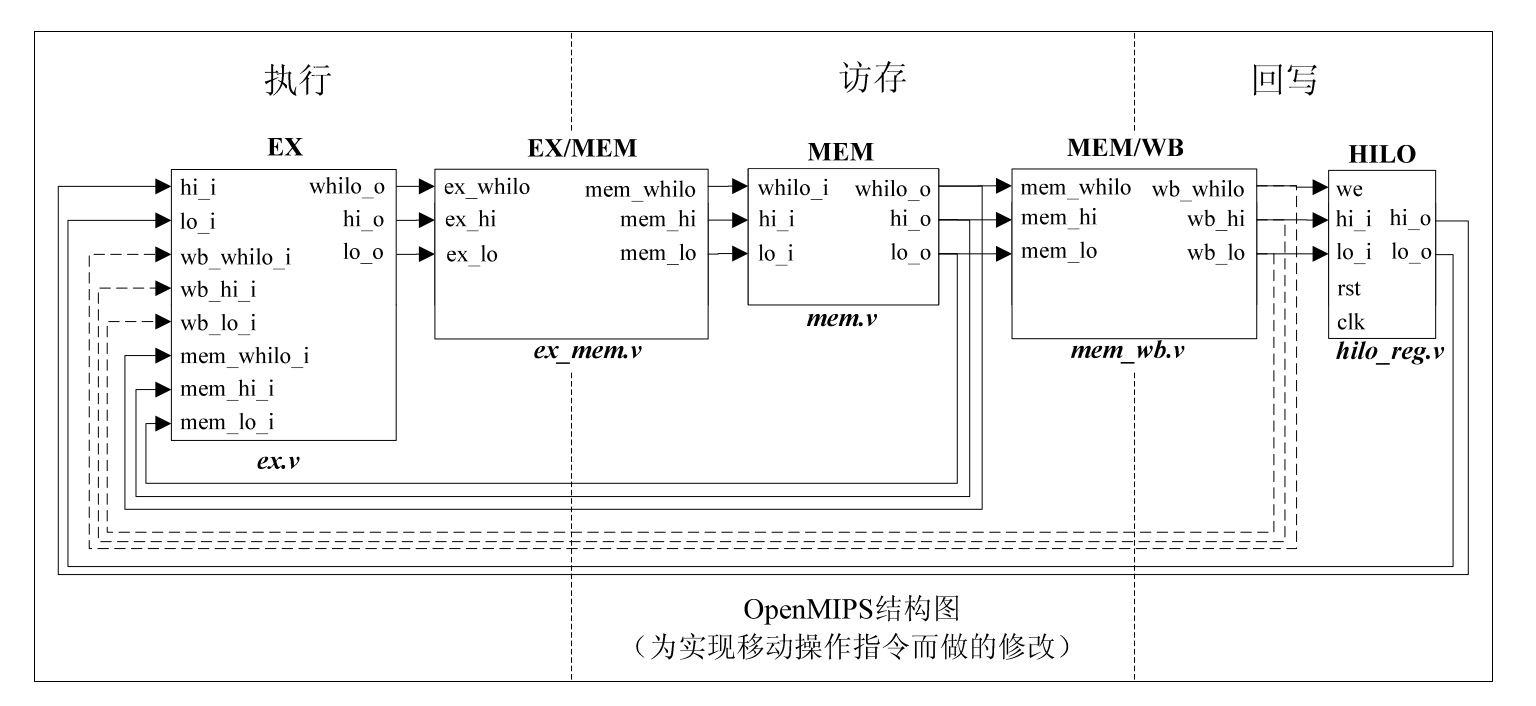 执行
访存
回写
EX
EX/MEM
MEM
MEM/WB
HILO
hi_i
lo_i
wb_whilo_i
wb_hi_i
wb_lo_i
mem_whilo_i
mem_hi_i
mem_lo_i
whilo_o
hi_o
lo_o
ex.v
ex_whilo
ex_hi
ex_lo
mem_whilo
mem_hi
mem_lo
ex_mem.v
whilo_i
hi_i
lo_i
whilo_o
hi_o
lo_o
mem.v
mem_whilo
mem_hi
mem_lo
wb_whilo
wb_hi
wb_lo
mem_wb.v
we
hi_i
lo_i
rst
clk
hi_o
lo_o
hilo_reg.v
OpenMIPS结构图
（为实现移动操作指令而做的修改）